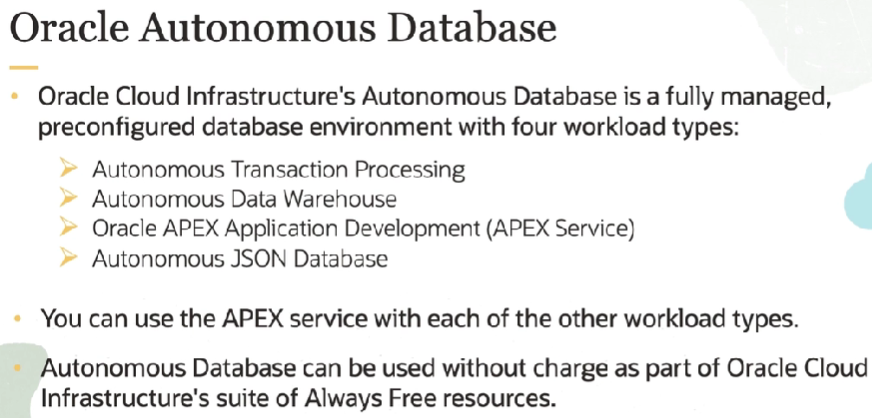 Oracle Autonomous Database
Oracle Cloud Infrastructure's Autonomous Database is a fully managed,
preconfigured database environment with four workload types:
Autonomous Transaction Processing
Autonomous Data Warehouse
Oracle APEX Application Development (APEX Service)
Autonomous JSON Database
You can use the APEX service with each of the other workload types.
Autonomous Database can be used without charge as part of Oracle Cloud
Infrastructure's suite of Always Free resources.